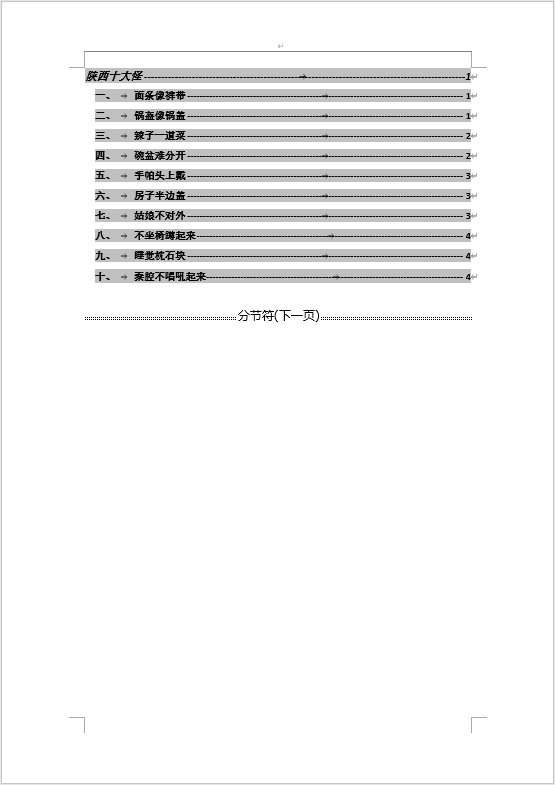 陕西十大怪 1
一、 面条像裤带 1
二、 锅盔像锅盖 1
三、 辣子一道菜 2
四、 碗盆难分开 2
五、 手帕头上戴 3
六、 房子半边盖 3
七、 姑娘不对外 3
八、 不坐椅蹲起来 4
九、 睡觉枕石块 4
十、 秦腔不唱吼起来 4
分节符(下一页)